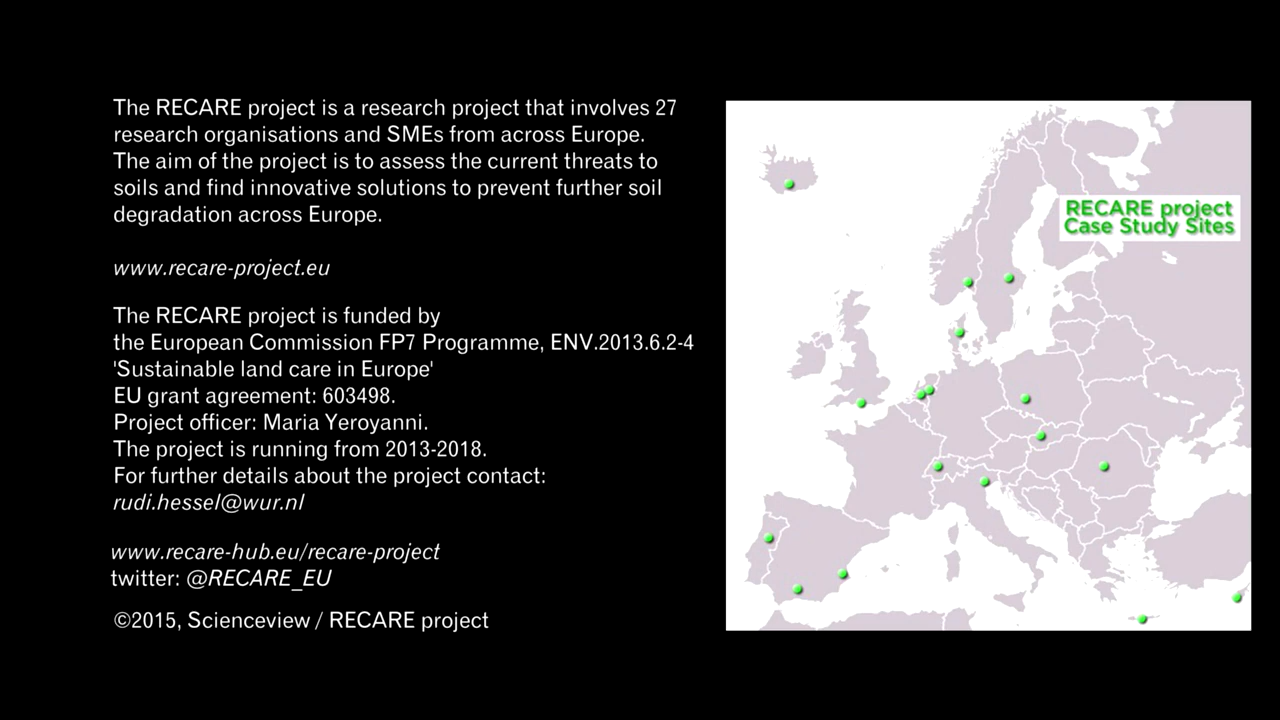 The RECARE project is a research project that involves 27
research organisations and SMEs from across Europe.
The aim of the project is to assess the current threats to
soils and find innovative solutions to prevent further soil
degradation across Europe.
www.recare-project.eu
The RECARE project is funded by
the European Commission FP7 Programme, ENV.2013.6.2-4
'Sustainable land care in Europe'
EU grant agreement: 603498.
Project officer: Maria Yeroyanni.
The project is running from 2013-2018.
For further details about the project contact:
rudi.hessel@wur.nl
www.recare-hub.eu/recare-project
twitter: @RECARE_EU
©2015, Scienceview / RECARE project
RECARE project
Case Study Sites